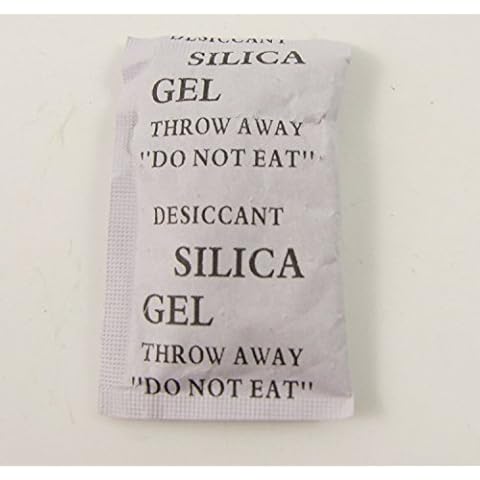 DESICCANT
SILICA
GEL
THROW AWAY
"DO NOT EAT"
DESICCANT
SILICA
GEL
THROW AWAY
"DO NOT EAT"